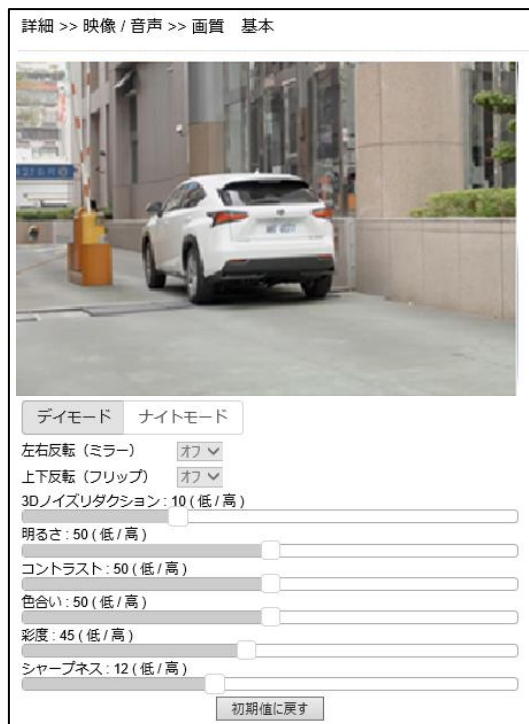 詳細 >> 映像 / 音声 >> 画質　基本
デイモード ナイトモード
左右反転（ミラー） オフ
上下反転（フリップ） オフ
3Dノイズリダクション : 10 ( 低 / 高 )
明るさ : 50 ( 低 / 高 )
コントラスト : 50 ( 低 / 高 )
色合い : 50 ( 低 / 高 )
彩度 : 45 ( 低 / 高 )
シャープネス : 12 ( 低 / 高 )
初期値に戻す